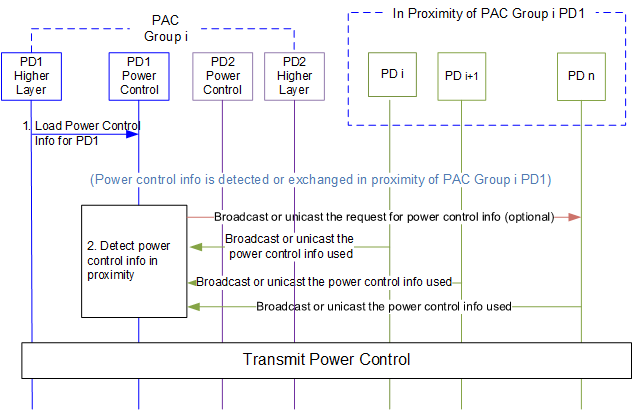 PAC
Group i
In Proximity of PAC Group i PD1
PD1
Higher
Layer
PD1
Power
Control
PD2
Power
Control
PD2
Higher
Layer
PD i
PD i+1
PD n
1. Load Power Control
Info for PD1
(Power control info is detected or exchanged in proximity of PAC Group i PD1)
Broadcast or unicast the request for power control info (optional)
2. Detect power
control info in
proximity
Broadcast or unicast the
power control info used
Broadcast or unicast the power control info used
Broadcast or unicast the power control info used
Transmit Power Control